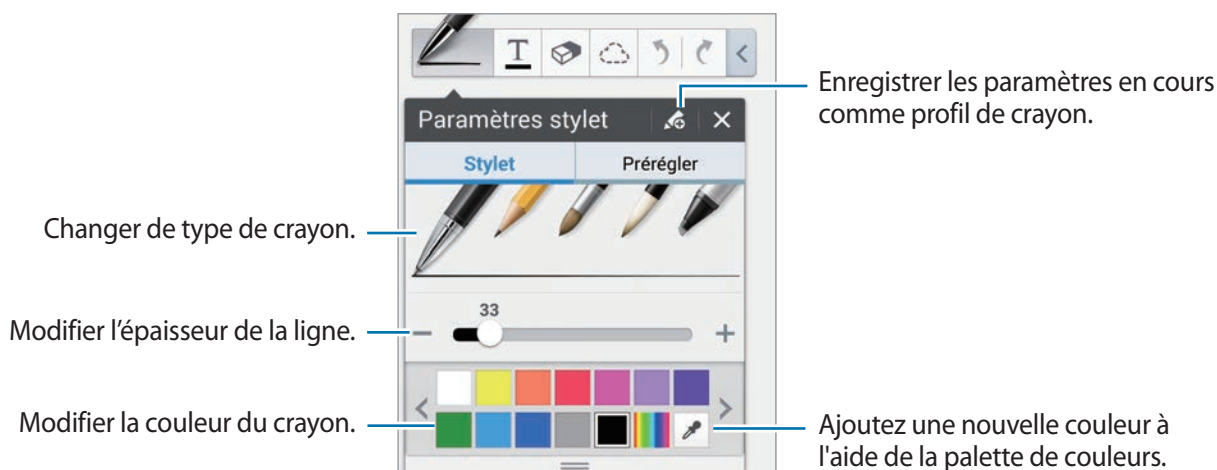 T
Enregistrer les paramètres en cours
comme profil de crayon.
Paramètres stylet
Stylet
Prérégler
Changer de type de crayon.
33
Modifier l’épaisseur de la ligne.
Modifier la couleur du crayon.
Ajoutez une nouvelle couleur à
l'aide de la palette de couleurs.